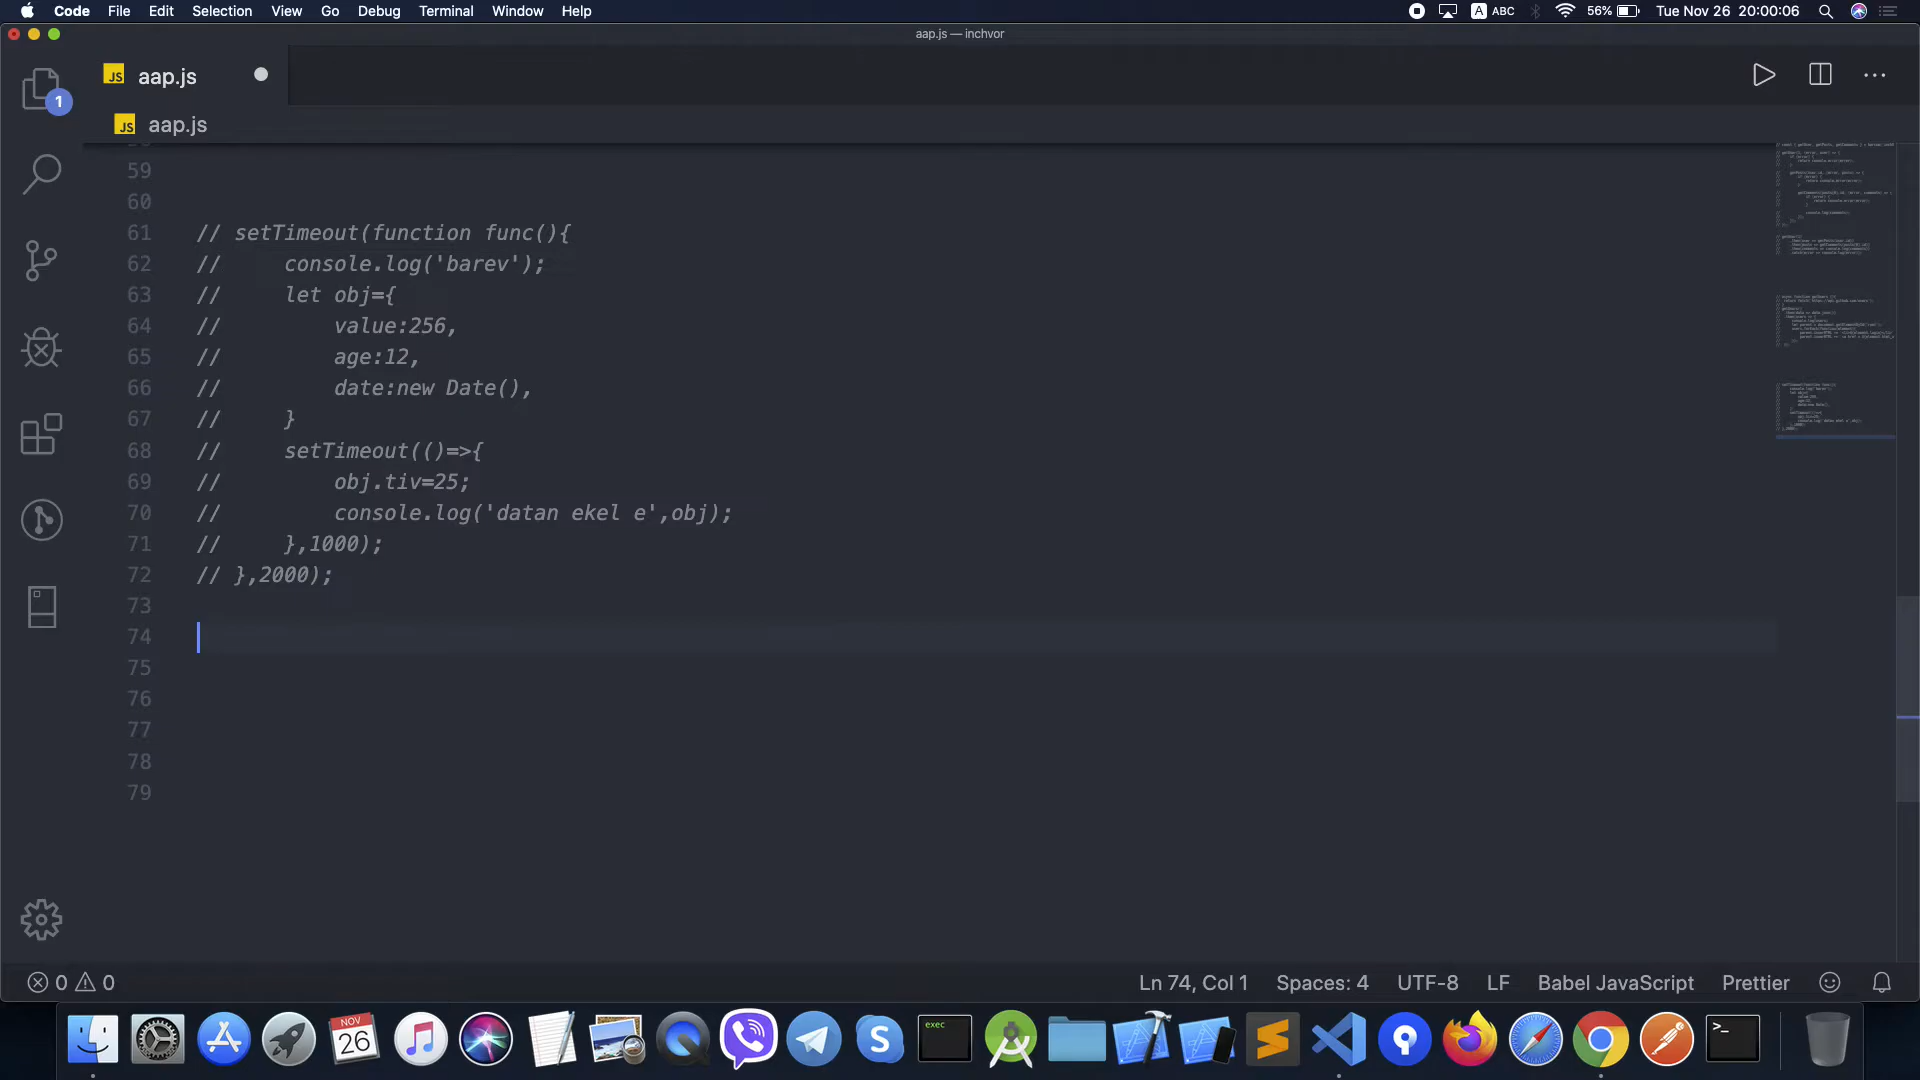 Code File Edit Selection View Go Debug Terminal Window Help
A ABC 56% Tue Nov 26 20:00:06
aap.js — inchvor
JS aap.js
1
JS aap.js
59
60
61 // setTimeout(function func(){
62 //     console.log('barev');
63 //     let obj={
64 //         value:256,
65 //         age:12,
66 //         date:new Date(),
67 //     }
68 //     setTimeout(()=>{
69 //         obj.tiv=25;
70 //         console.log('datan ekel e',obj);
71 //     },1000);
72 // },2000);
73
74
75
76
77
78
79
0 0 Ln 74, Col 1 Spaces: 4 UTF-8 LF Babel JavaScript Prettier
NOV
26
exec
>_